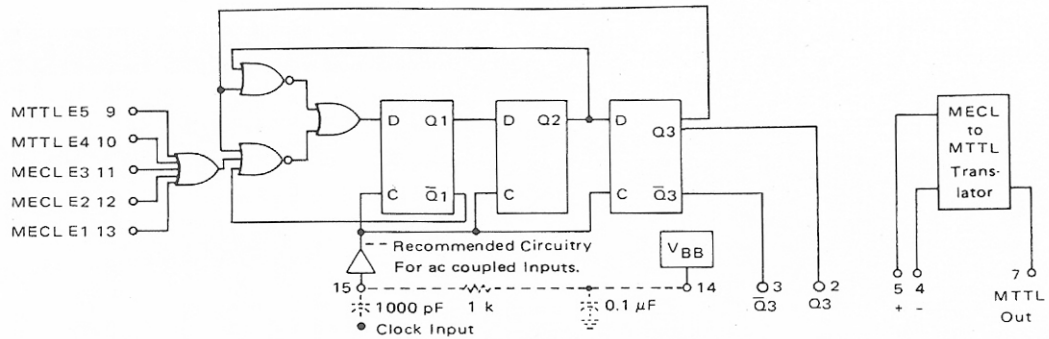 MTTL E5 9
MTTL E4 10
MECL E3 11
MECL E2 12
MECL E1 13
D Q1
C Q̅1
D Q2
C
D Q3
C Q̅3
Recommended Circuitry
For ac coupled Inputs.
VBB
15
1000 pF
1 k
0.1 µF
14
Clock Input
3
Q̅3
2
Q3
MECL
to
MTTL
Trans-
lator
5
+
4
−
7
MTTL
Out